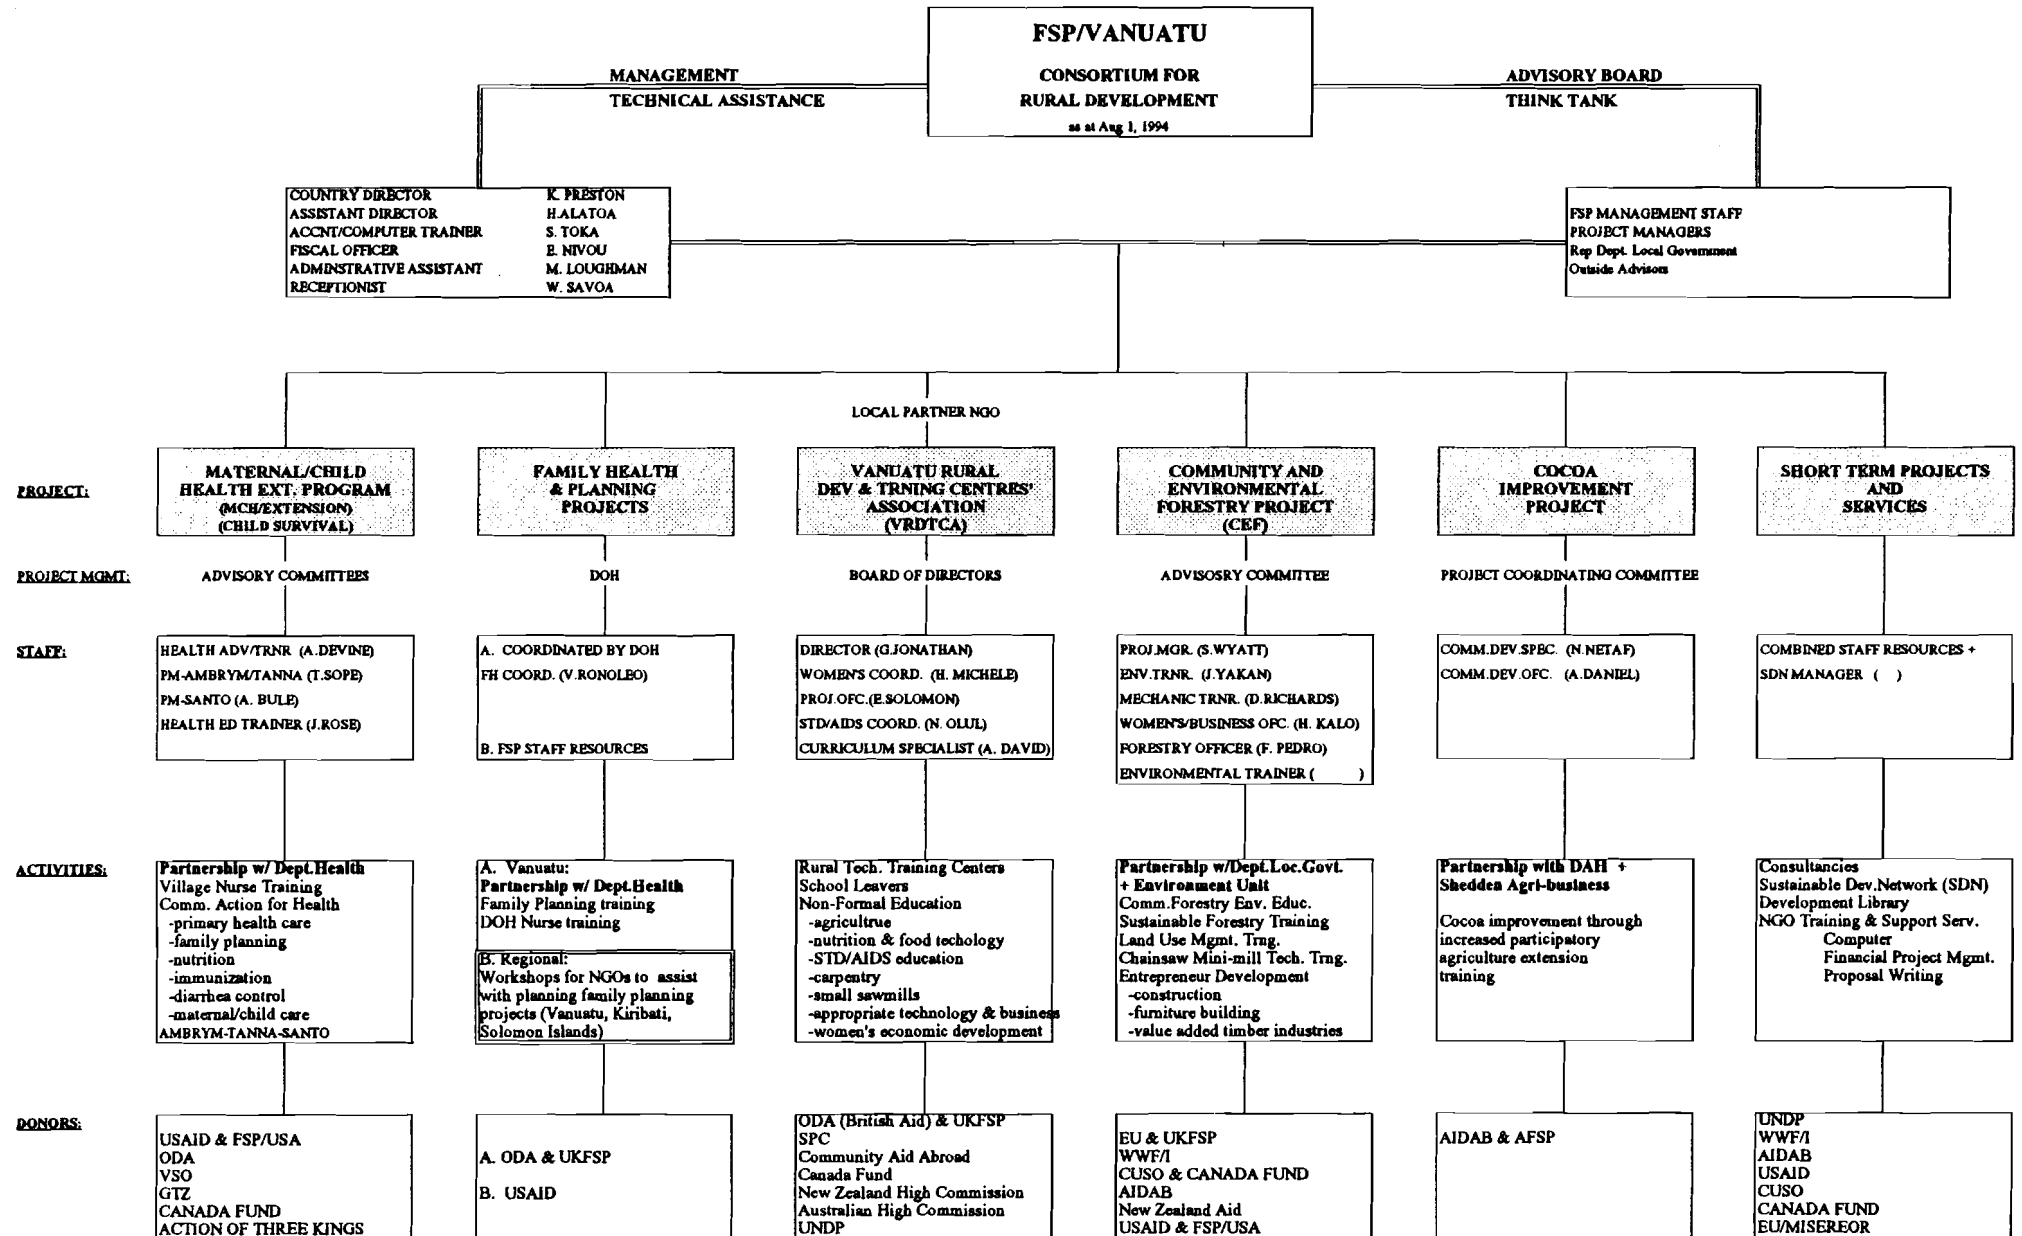 FSP/VANUATU
CONSORTIUM FOR
RURAL DEVELOPMENT
as at Aug 1, 1994
MANAGEMENT
TECHNICAL ASSISTANCE
ADVISORY BOARD
THINK TANK
COUNTRY DIRECTOR K. PRESTON
ASSISTANT DIRECTOR H.ALATOA
ACCNT/COMPUTER TRAINER S. TOKA
FISCAL OFFICER E. NIVOU
ADMINSTRATIVE ASSISTANT M. LOUGHMAN
RECEPTIONIST W. SAVOA
FSP MANAGEMENT STAFF
PROJECT MANAGERS
Rep Dept. Local Government
Outside Advisors
LOCAL PARTNER NGO
PROJECT:
MATERNAL/CHILD
HEALTH EXT. PROGRAM
(MCH/EXTENSION)
(CHILD SURVIVAL)
FAMILY HEALTH
& PLANNING
PROJECTS
VANUATU RURAL
DEV & TRNING CENTRES'
ASSOCIATION
(VRDTCA)
COMMUNITY AND
ENVIRONMENTAL
FORESTRY PROJECT
(CEF)
COCOA
IMPROVEMENT
PROJECT
SHORT TERM PROJECTS
AND
SERVICES
PROJECT MGMT:
ADVISORY COMMITTEES
DOH
BOARD OF DIRECTORS
ADVISOSRY COMMITTEE
PROJECT COORDINATING COMMITTEE
STAFF:
HEALTH ADV/TRNR (A.DEVINE)
PM-AMBRYM/TANNA (T.SOPE)
PM-SANTO (A. BULE)
HEALTH ED TRAINER (J.ROSE)
A. COORDINATED BY DOH
FH COORD. (V.RONOLEO)
B. FSP STAFF RESOURCES
DIRECTOR (G.JONATHAN)
WOMEN'S COORD. (H. MICHELE)
PROJ.OFC.(E.SOLOMON)
STD/AIDS COORD. (N. OLUL)
CURRICULUM SPECIALIST (A. DAVID)
PROJ.MGR. (S.WYATT)
ENV.TRNR. (J.YAKAN)
MECHANIC TRNR. (D.RICHARDS)
WOMEN'S/BUSINESS OFC. (H. KALO)
FORESTRY OFFICER (F. PEDRO)
ENVIRONMENTAL TRAINER ( )
COMM.DEV.SPEC. (N.NETAF)
COMM.DEV.OFC. (A.DANIEL)
COMBINED STAFF RESOURCES +
SDN MANAGER ( )
ACTIVITIES:
Partnership w/ Dept.Health
Village Nurse Training
Comm. Action for Health
-primary health care
-family planning
-nutrition
-immunization
-diarrhea control
-maternal/child care
AMBRYM-TANNA-SANTO
A. Vanuatu:
Partnership w/ Dept.Health
Family Planning training
DOH Nurse training
B. Regional:
Workshops for NGOs to assist
with planning family planning
projects (Vanuatu, Kiribati,
Solomon Islands)
Rural Tech. Training Centers
School Leavers
Non-Formal Education
-agricultrue
-nutrition & food techology
-STD/AIDS education
-carpentry
-small sawmills
-appropriate technology & business
-women's economic development
Partnership w/Dept.Loc.Govt.
+ Environment Unit
Comm.Forestry Env. Educ.
Sustainable Forestry Training
Land Use Mgmt. Trng.
Chainsaw Mini-mill Tech. Trng.
Entrepreneur Development
-construction
-furniture building
-value added timber industries
Partnership with DAH +
Shedden Agri-business
Cocoa improvement through
increased participatory
agriculture extension
training
Consultancies
Sustainable Dev.Network (SDN)
Development Library
NGO Training & Support Serv.
Computer
Financial Project Mgmt.
Proposal Writing
DONORS:
USAID & FSP/USA
ODA
VSO
GTZ
CANADA FUND
ACTION OF THREE KINGS
A. ODA & UKFSP
B. USAID
ODA (British Aid) & UKFSP
SPC
Community Aid Abroad
Canada Fund
New Zealand High Commission
Australian High Commission
UNDP
EU & UKFSP
WWF/I
CUSO & CANADA FUND
AIDAB
New Zealand Aid
USAID & FSP/USA
AIDAB & AFSP
UNDP
WWF/I
AIDAB
USAID
CUSO
CANADA FUND
EU/MISEREOR